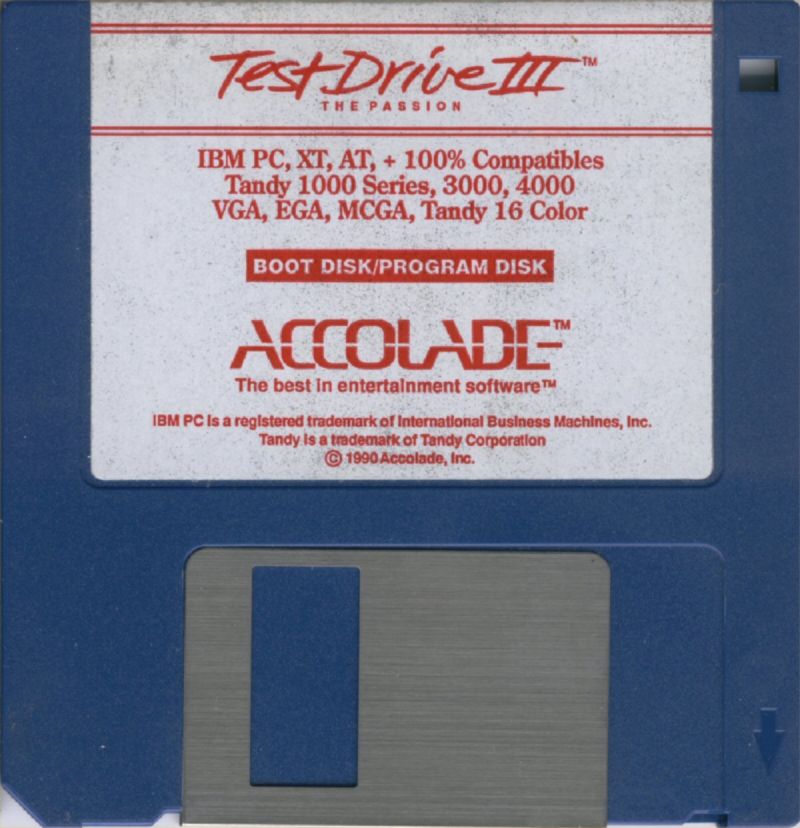 Test Drive III™
THE PASSION
IBM PC, XT, AT, + 100% Compatibles
Tandy 1000 Series, 3000, 4000
VGA, EGA, MCGA, Tandy 16 Color
BOOT DISK/PROGRAM DISK
ACCOLADE™
The best in entertainment software™
IBM PC is a registered trademark of International Business Machines, Inc.
Tandy is a trademark of Tandy Corporation
© 1990 Accolade, Inc.